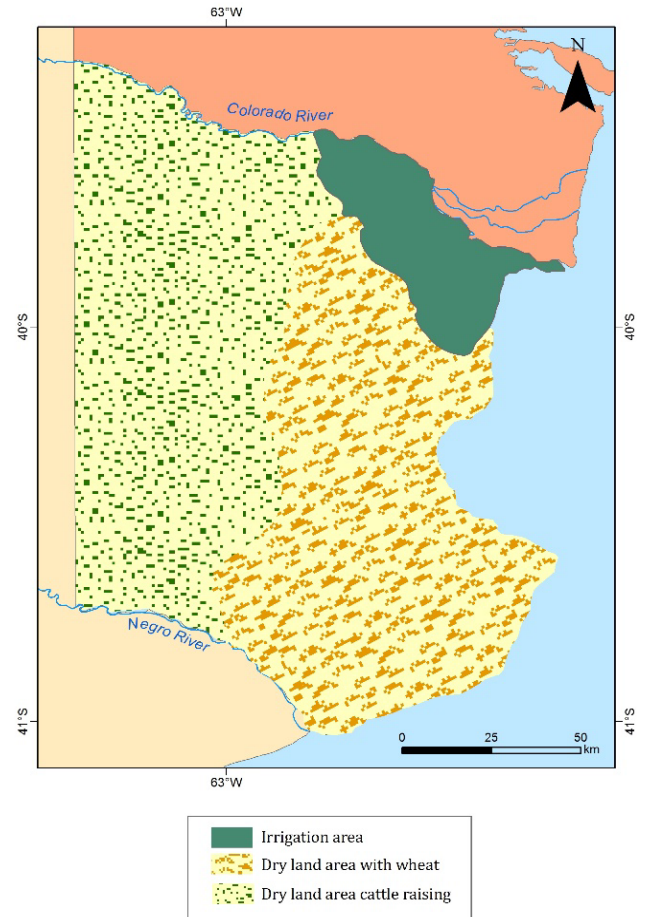 63°W
N
Colorado River
40°S
40°S
Negro River
41°S
41°S
0 25 50
km
63°W
Irrigation area
Dry land area with wheat
Dry land area cattle raising